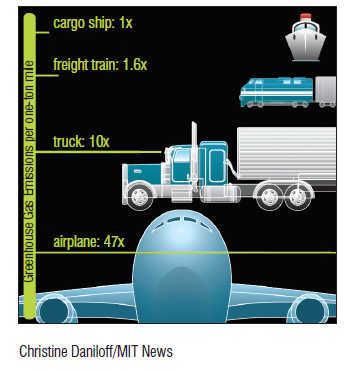 cargo ship: 1x
freight train: 1.6x
Greenhouse Gas Emissions per one-ton mile
truck: 10x
airplane: 47x
Christine Daniloff/MIT News